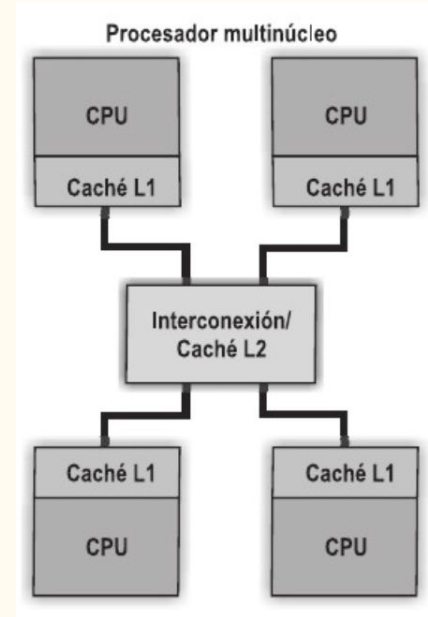 Procesador multinúcleo
CPU
CPU
Caché L1
Caché L1
Interconexión/
Caché L2
Caché L1
Caché L1
CPU
CPU